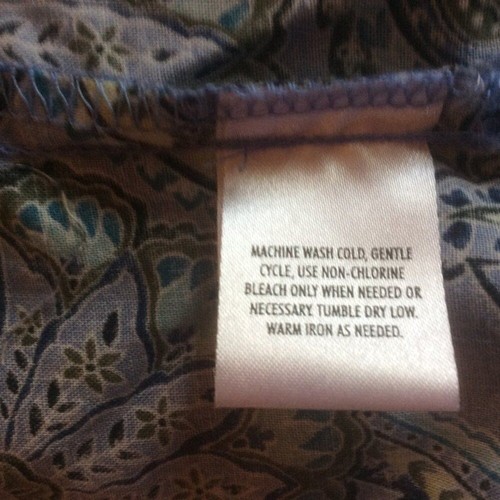 MACHINE WASH COLD, GENTLE
CYCLE, USE NON-CHLORINE
BLEACH ONLY WHEN NEEDED OR
NECESSARY. TUMBLE DRY LOW.
WARM IRON AS NEEDED.